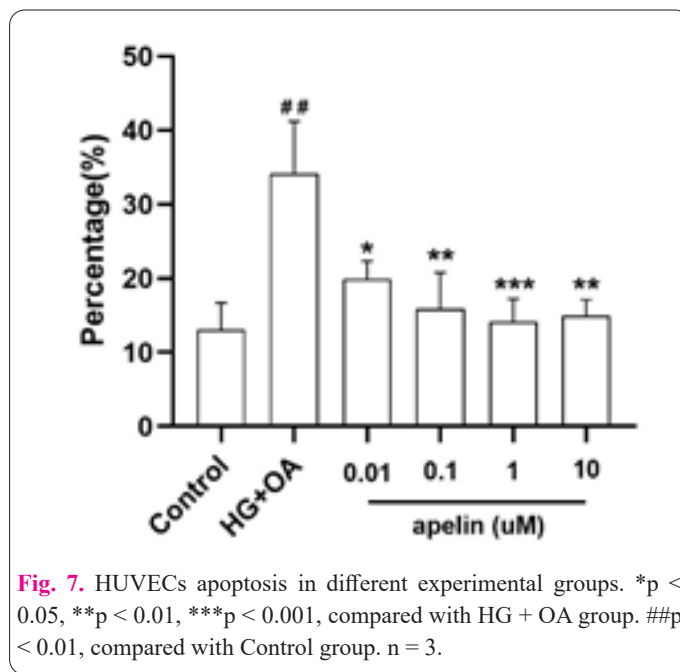 50
40
30
20
10
0
Percentage(%)
##
*
**
***
**
Control
HG+OA
0.01
0.1
1
10
apelin (uM)
Fig. 7. HUVECs apoptosis in different experimental groups. *p <
0.05, **p < 0.01, ***p < 0.001, compared with HG + OA group. ##p
< 0.01, compared with Control group. n = 3.